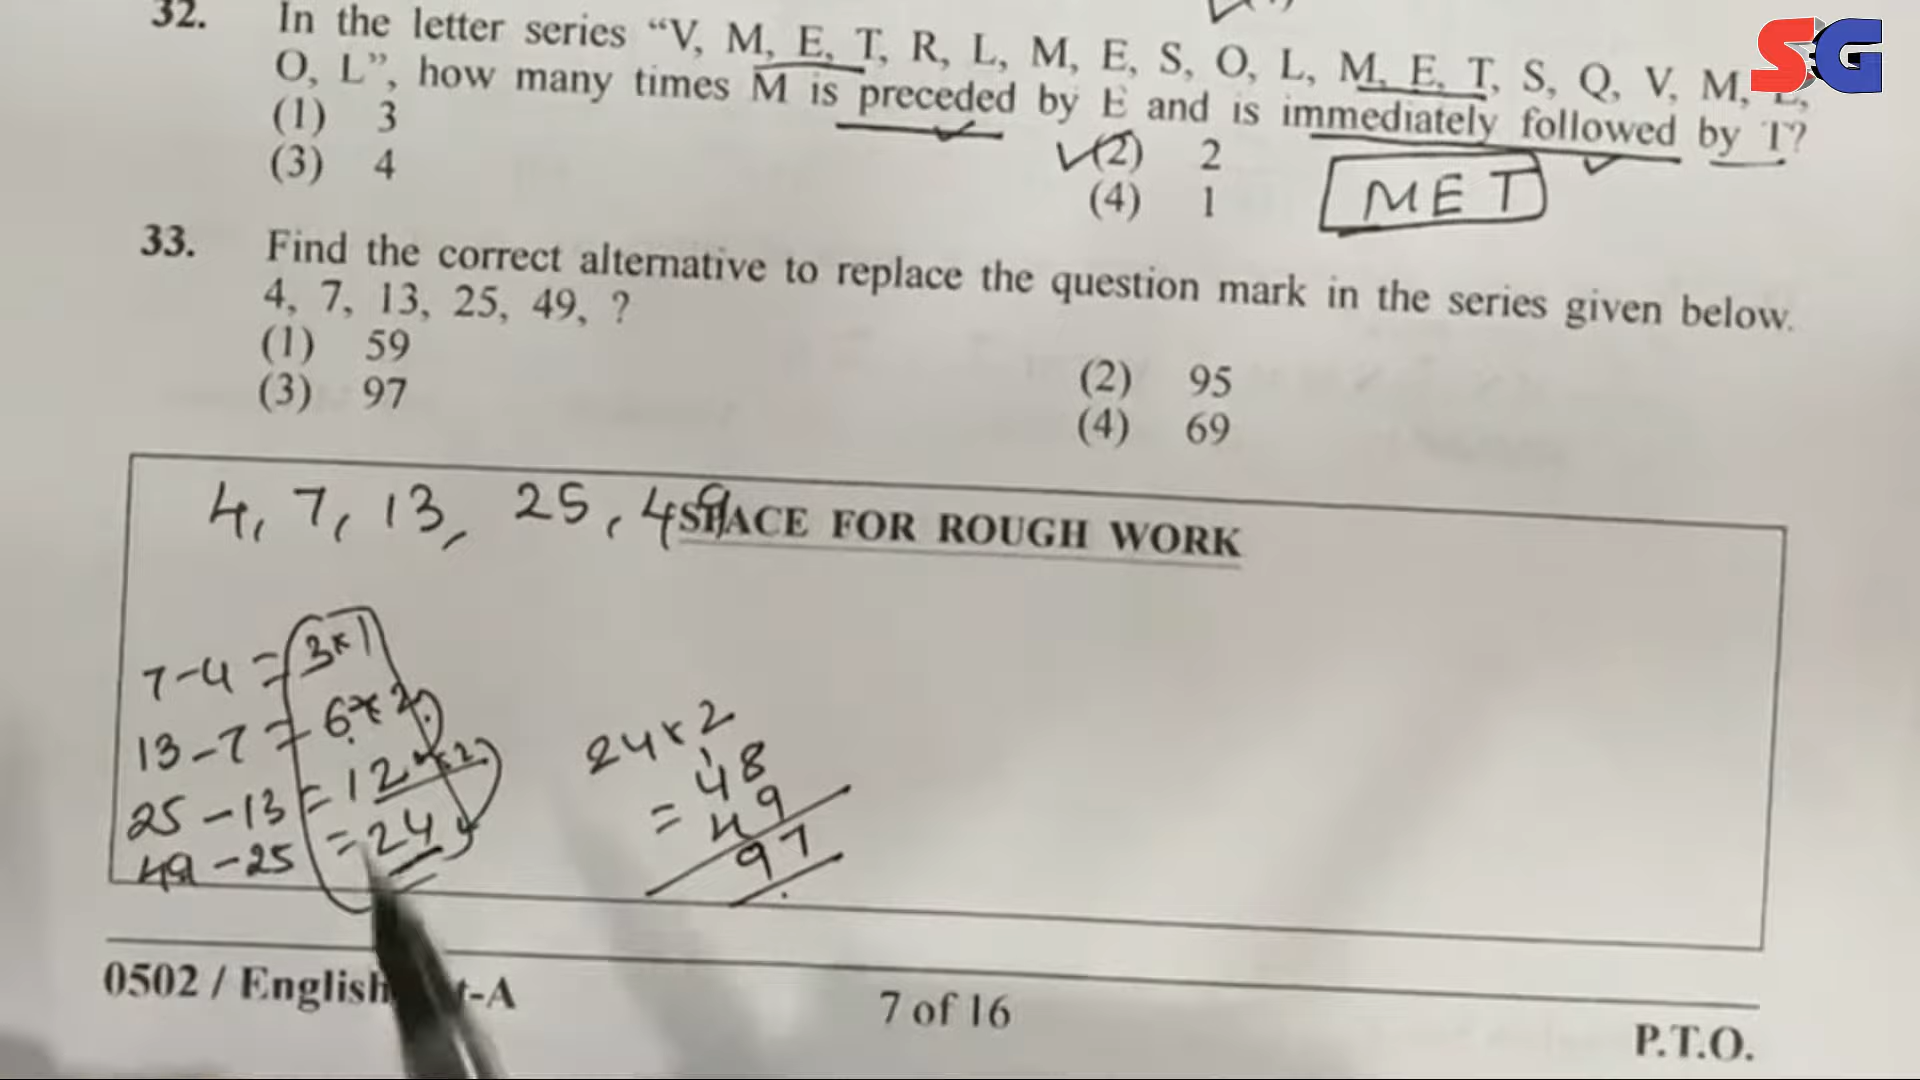 32. In the letter series “V, M, E, T, R, L, M, E, S, O, L, M, E, T, S, Q, V, M,
O, L”, how many times M is preceded by E and is immediately followed by T?
(1) 3
(2) 2
(3) 4
(4) 1
MET
33. Find the correct alternative to replace the question mark in the series given below.
4, 7, 13, 25, 49, ?
(1) 59
(2) 95
(3) 97
(4) 69
4, 7, 13, 25, 49
SPACE FOR ROUGH WORK
7-4 = 3×1
13-7 = 6×2
25-13 = 12×2
49-25 = 24
24×2
= 48
49
97
0502 / English
-A
7 of 16
P.T.O.
SG